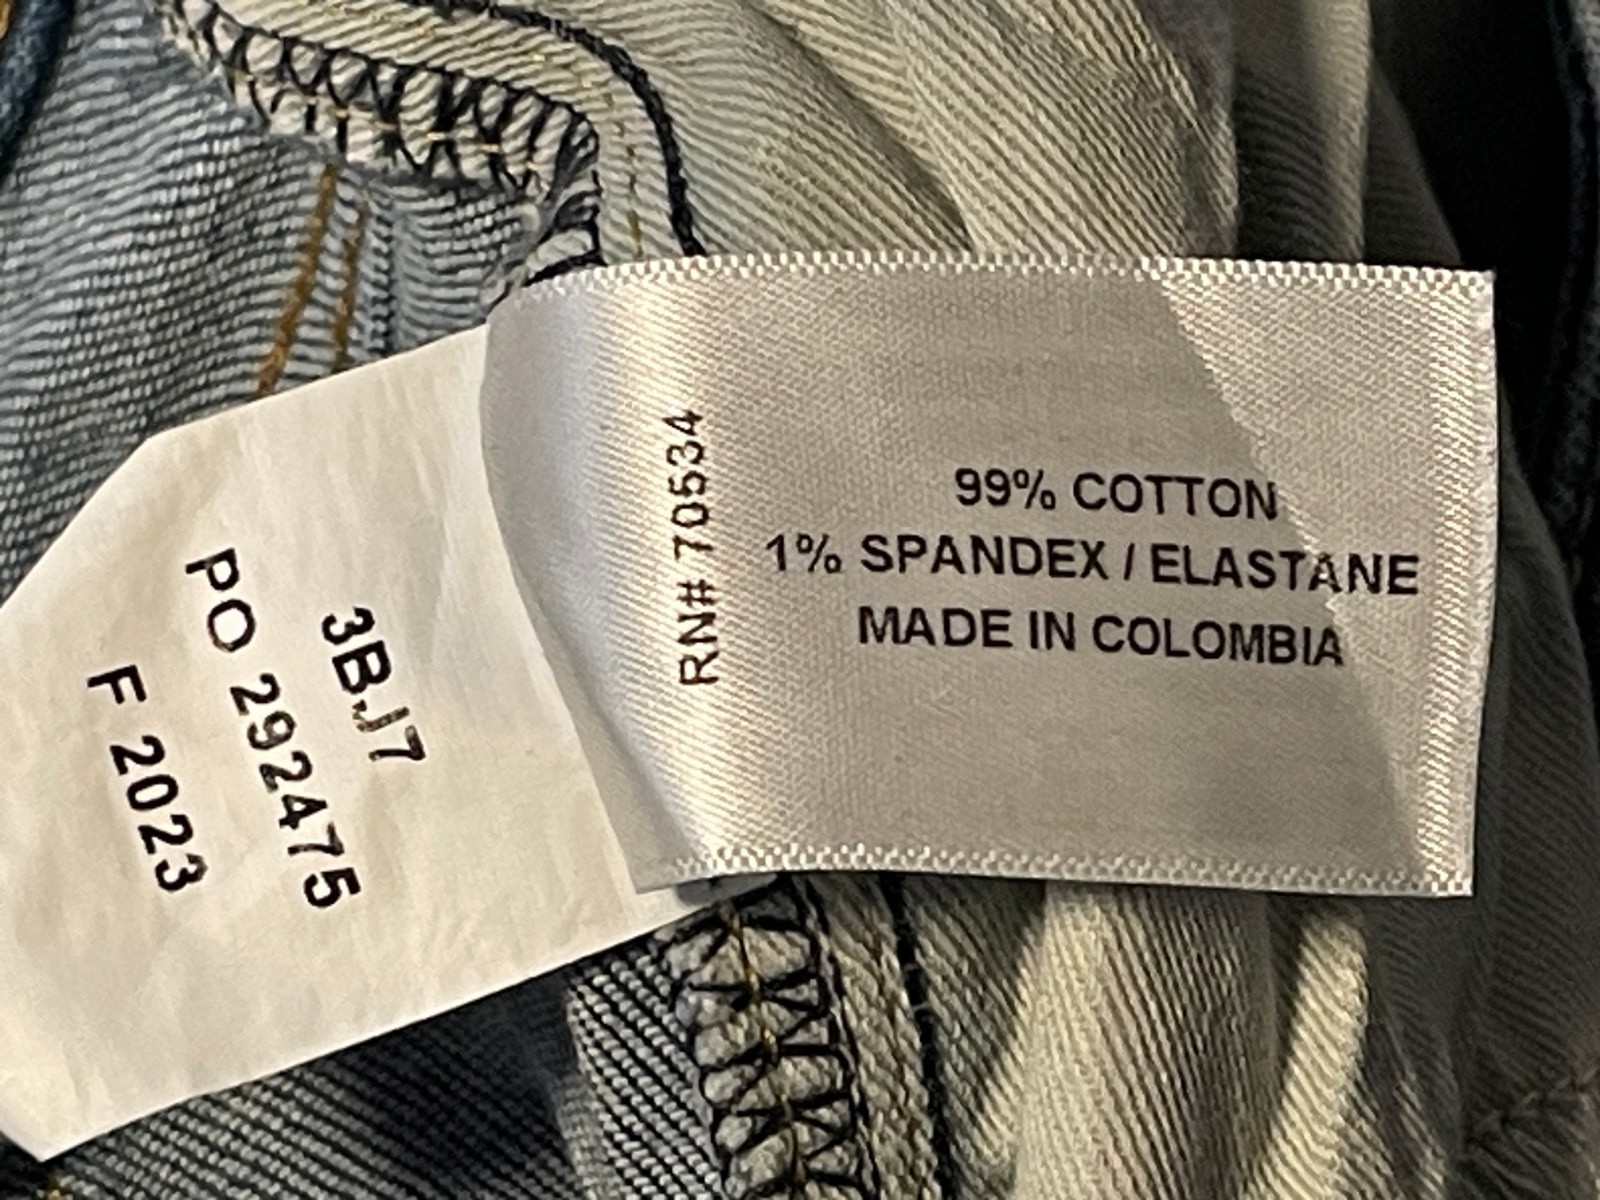 3BJ7
PO 292475
F 2023
RN# 70534
99% COTTON
1% SPANDEX / ELASTANE
MADE IN COLOMBIA